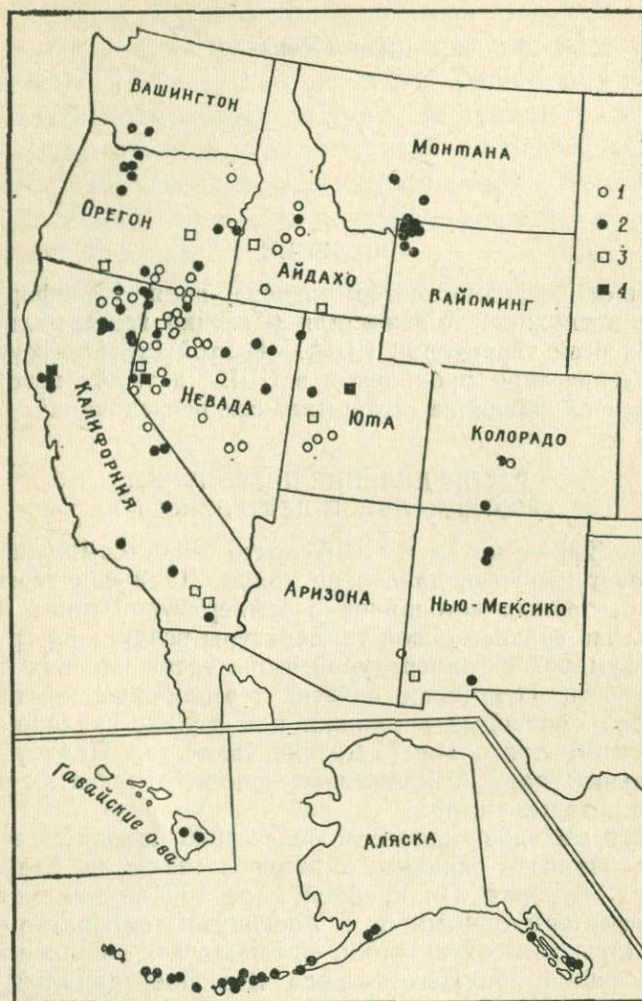 ВАШИНГТОН
МОНТАНА
ОРЕГОН
АЙДАХО
ВАЙОМИНГ
1
2
3
4
КАЛИФОРНИЯ
НЕВАДА
ЮТА
КОЛОРАДО
АРИЗОНА
НЬЮ-МЕКСИКО
Гавайские о-ва
АЛЯСКА